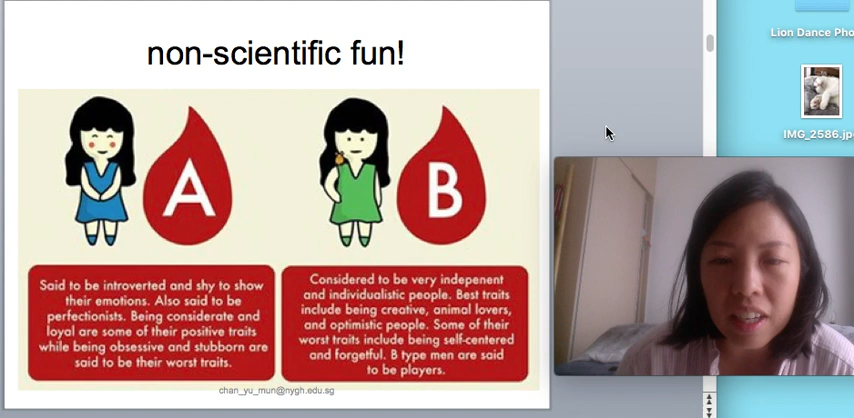 non-scientific fun!
A
B
Said to be introverted and shy to show
their emotions. Also said to be
perfectionists. Being considerate and
loyal are some of their positive traits
while being obsessive and stubborn are
said to be their worst traits.
Considered to be very indepenent
and individualistic people. Best traits
include being creative, animal lovers,
and optimistic people. Some of their
worst traits include being self-centered
and forgetful. B type men are said
to be players.
chan_yu_mun@nygh.edu.sg
Lion Dance Pho
IMG_2586.jp